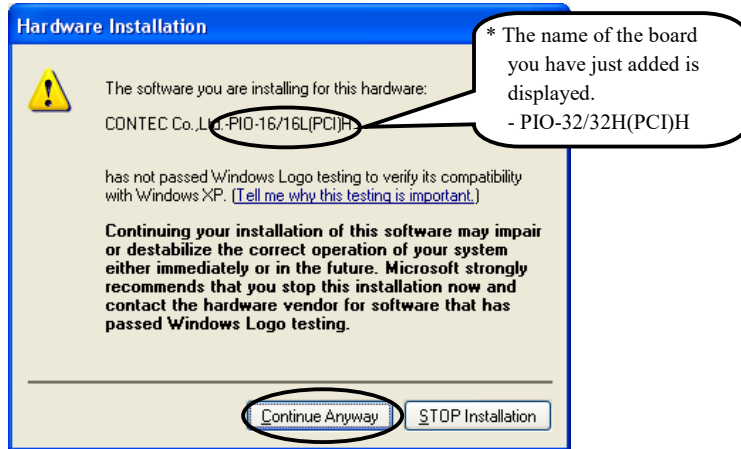 Hardware Installation
* The name of the board
you have just added is
displayed.
- PIO-32/32H(PCI)H
The software you are installing for this hardware:
CONTEC Co.,Ltd.-PIO-16/16L(PCI)H
has not passed Windows Logo testing to verify its compatibility
with Windows XP. (Tell me why this testing is important.)
Continuing your installation of this software may impair
or destabilize the correct operation of your system
either immediately or in the future. Microsoft strongly
recommends that you stop this installation now and
contact the hardware vendor for software that has
passed Windows Logo testing.
Continue Anyway
STOP Installation